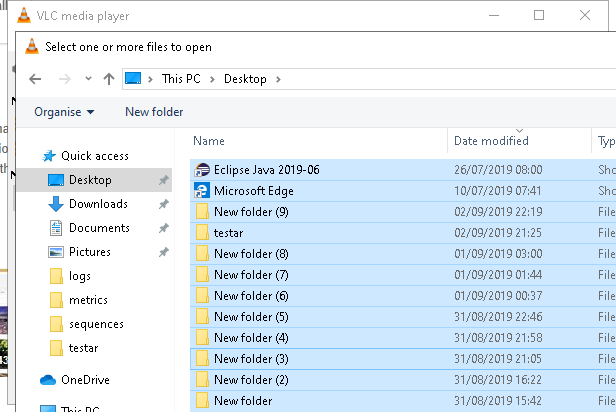 VLC media player
Select one or more files to open
This PC > Desktop >
Organise New folder
Name Date modified Typ
Quick access
Desktop
Downloads
Documents
Pictures
logs
metrics
sequences
testar
OneDrive
This PC
Eclipse Java 2019-06 26/07/2019 08:00 Sho
Microsoft Edge 10/07/2019 07:41 Sho
New folder (9) 02/09/2019 22:19 File
testar 02/09/2019 21:25 File
New folder (8) 01/09/2019 03:00 File
New folder (7) 01/09/2019 01:44 File
New folder (6) 01/09/2019 00:37 File
New folder (5) 31/08/2019 22:46 File
New folder (4) 31/08/2019 21:58 File
New folder (3) 31/08/2019 21:05 File
New folder (2) 31/08/2019 16:22 File
New folder 31/08/2019 15:42 File